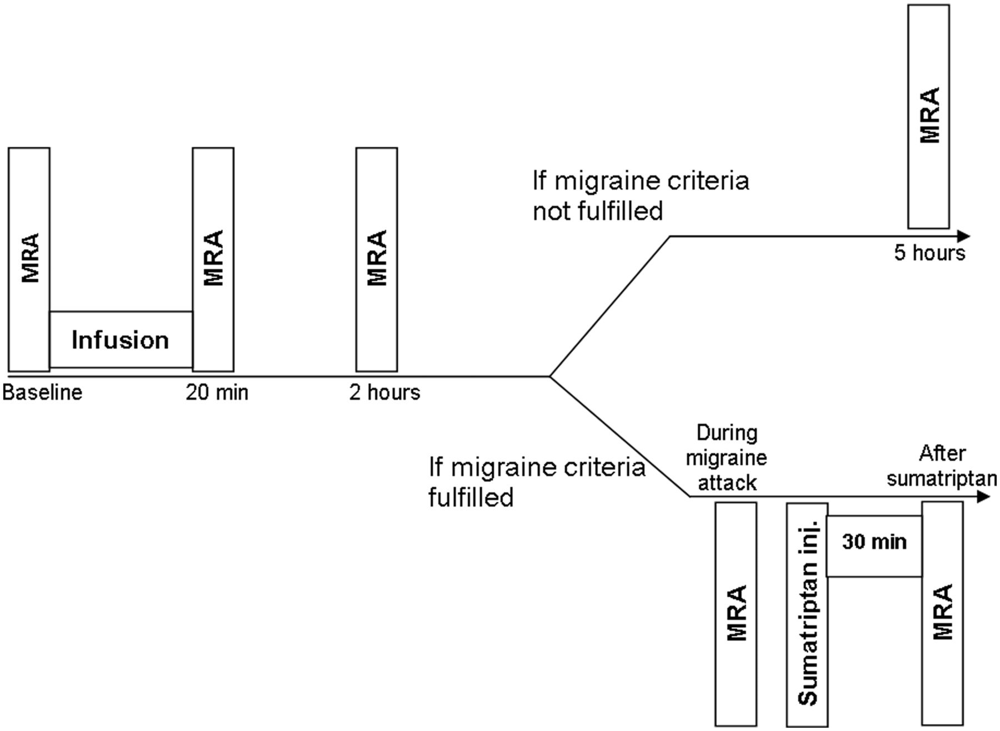 MRA
If migraine criteria
not fulfilled
5 hours
MRA
MRA
MRA
Infusion
Baseline
20 min
2 hours
If migraine criteria
fulfilled
During
migraine
attack
After
sumatriptan
MRA
Sumatriptan inj.
30 min
MRA